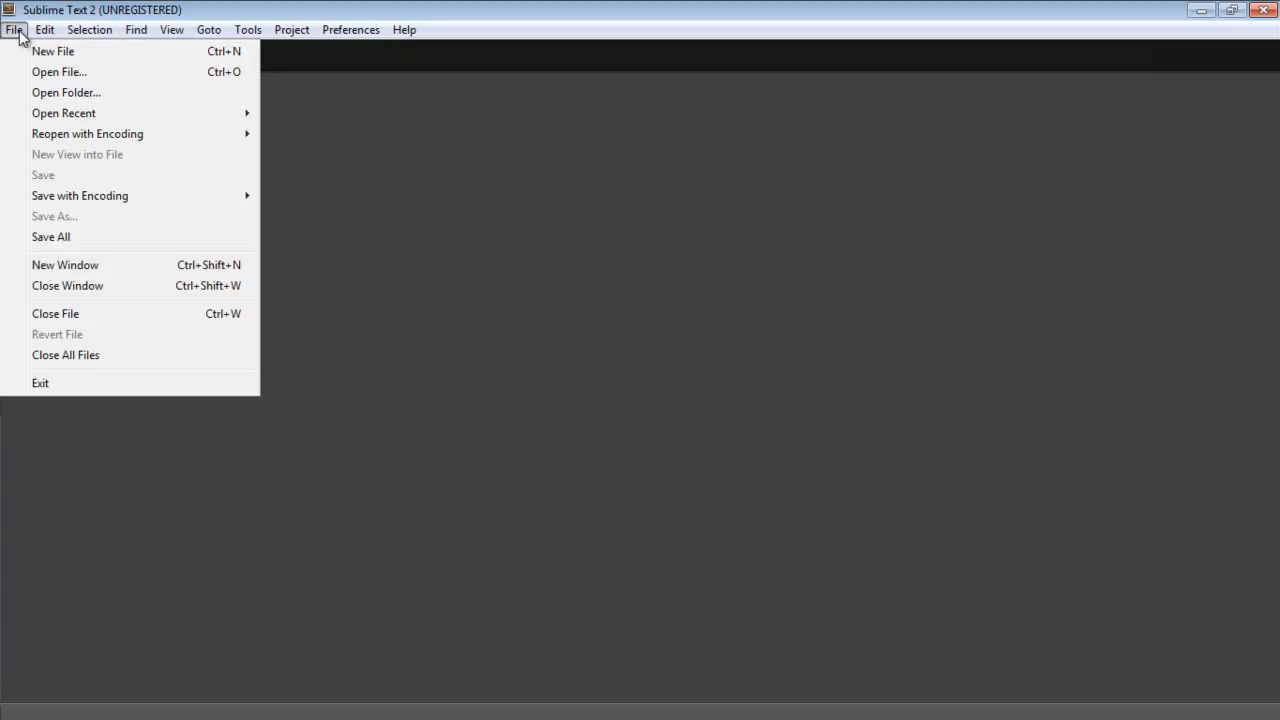 Sublime Text 2 (UNREGISTERED)
File Edit Selection Find View Goto Tools Project Preferences Help
New File Ctrl+N
Open File... Ctrl+O
Open Folder...
Open Recent
Reopen with Encoding
New View into File
Save
Save with Encoding
Save As...
Save All
New Window Ctrl+Shift+N
Close Window Ctrl+Shift+W
Close File Ctrl+W
Revert File
Close All Files
Exit